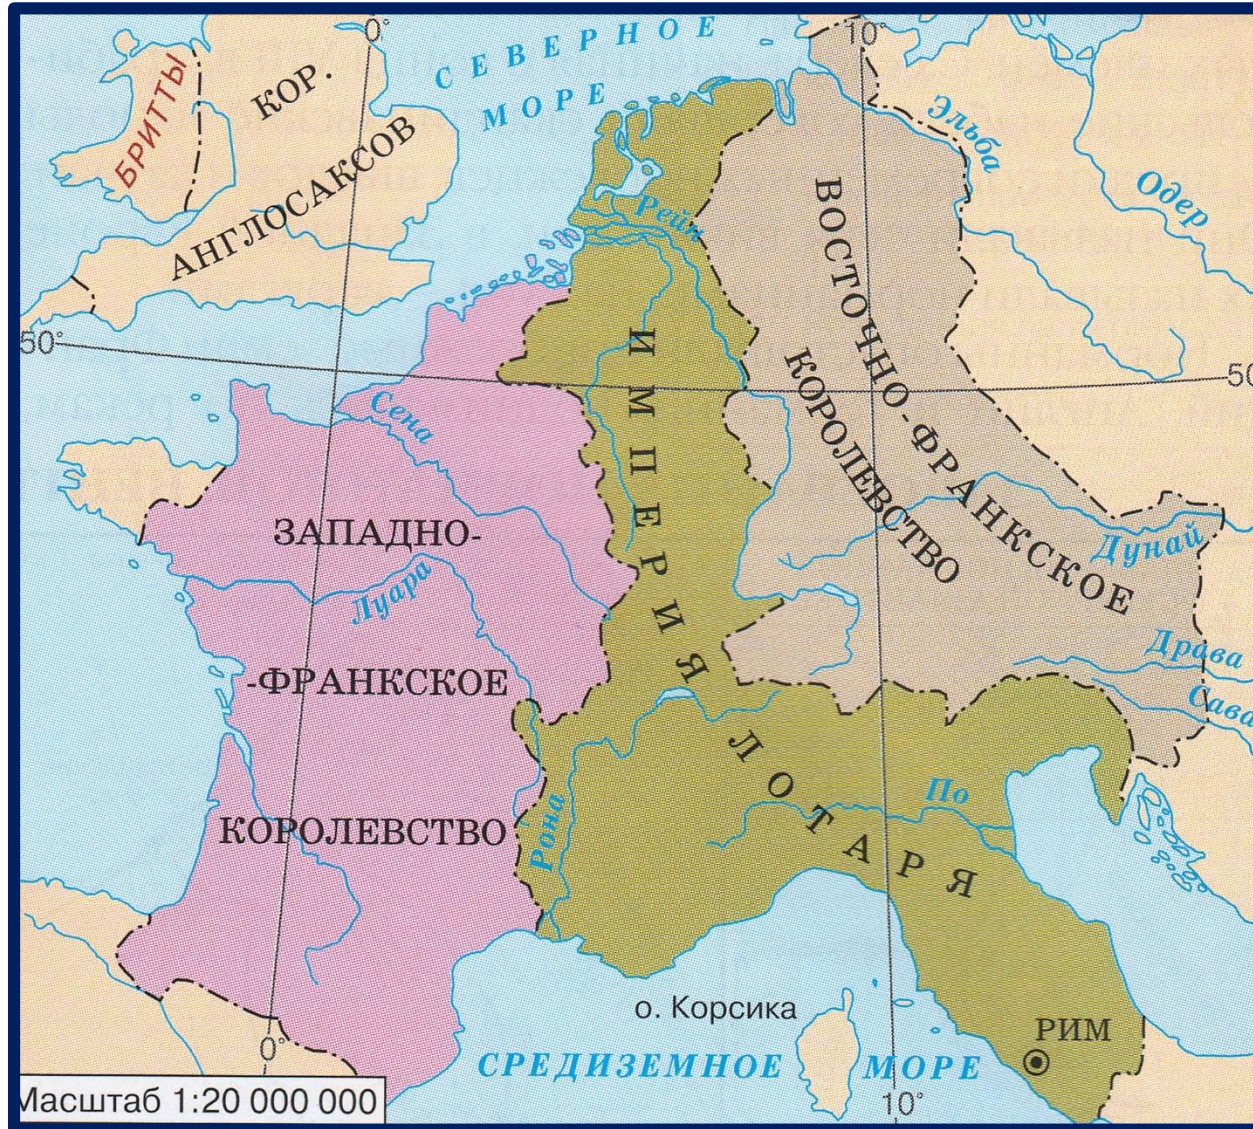 0°
10°
СЕВЕРНОЕ
МОРЕ
БРИТТЫ
КОР.
АНГЛОСАКСОВ
Эльба
Одер
Рейн
50°
50
ВОСТОЧНО-ФРАНКСКОЕ
КОРОЛЕВСТВО
ИМПЕРИЯ ЛОТАРЯ
Сена
ЗАПАДНО-
Луара
-ФРАНКСКОЕ
КОРОЛЕВСТВО
Дунай
Драва
Сава
Рона
По
о. Корсика
РИМ
СРЕДИЗЕМНОЕ МОРЕ
0°
10°
Масштаб 1:20 000 000